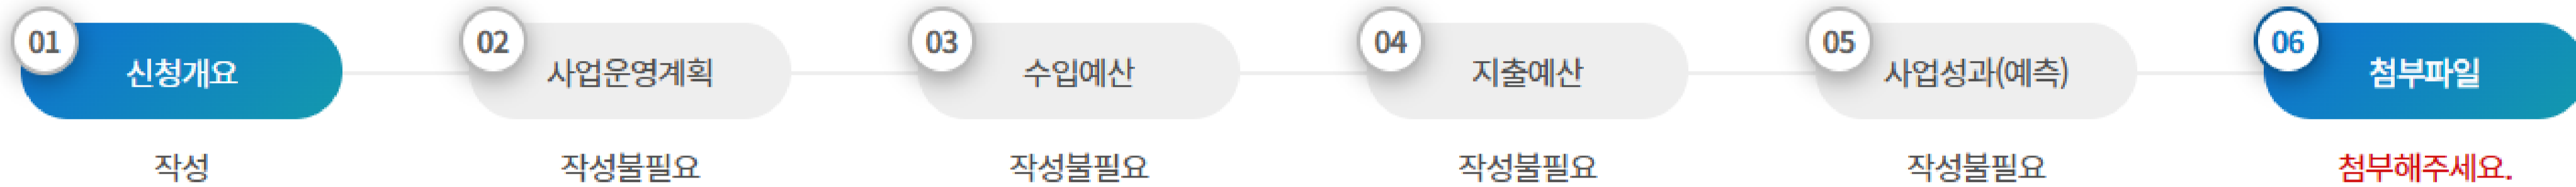 01 신청개요
02 사업운영계획
03 수입예산
04 지출예산
05 사업성과(예측)
06 첨부파일
작성
작성불필요
작성불필요
작성불필요
작성불필요
첨부해주세요.